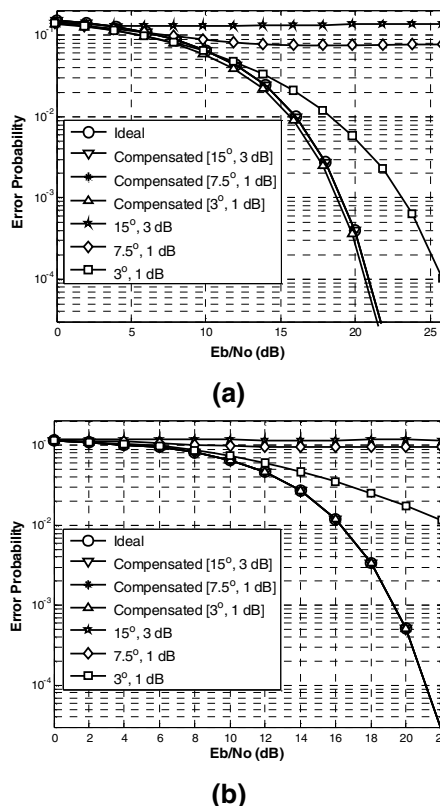 10⁻¹
10⁻²
10⁻³
10⁻⁴
Error Probability
Ideal
Compensated [15°, 3 dB]
Compensated [7.5°, 1 dB]
Compensated [3°, 1 dB]
15°, 3 dB
7.5°, 1 dB
3°, 1 dB
0 5 10 15 20 25
Eb/No (dB)
(a)
10⁻¹
10⁻²
10⁻³
10⁻⁴
Error Probability
Ideal
Compensated [15°, 3 dB]
Compensated [7.5°, 1 dB]
Compensated [3°, 1 dB]
15°, 3 dB
7.5°, 1 dB
3°, 1 dB
0 2 4 6 8 10 12 14 16 18 20
Eb/No (dB)
(b)